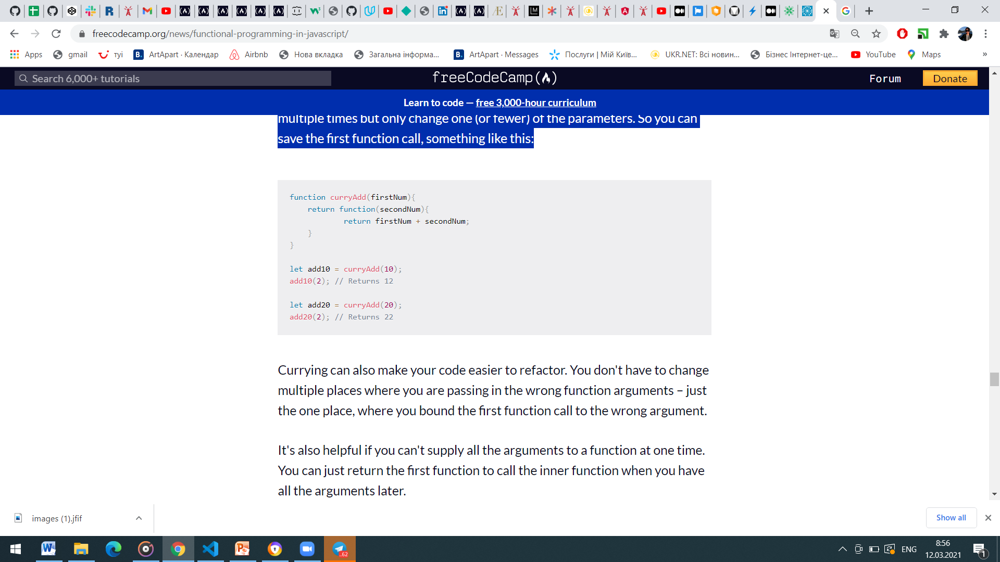 freecodecamp.org/news/functional-programming-in-javascript/
Apps gmail туі ArtApart · Календар Airbnb Нова вкладка Загальна інформа... ArtApart · Messages Послуги | Мій Київ... UKR.NET: Всі новин... Бізнес Інтернет-це... YouTube Maps »
Search 6,000+ tutorials freeCodeCamp Forum Donate
Learn to code — free 3,000-hour curriculum
multiple times but only change one (or fewer) of the parameters. So you can
save the first function call, something like this:
function curryAdd(firstNum){
return function(secondNum){
return firstNum + secondNum;
}
}
let add10 = curryAdd(10);
add10(2); // Returns 12
let add20 = curryAdd(20);
add20(2); // Returns 22
Currying can also make your code easier to refactor. You don't have to change
multiple places where you are passing in the wrong function arguments – just
the one place, where you bound the first function call to the wrong argument.
It's also helpful if you can't supply all the arguments to a function at one time.
You can just return the first function to call the inner function when you have
all the arguments later.
images (1).jfif Show all
ENG 8:56
12.03.2021
1
..62